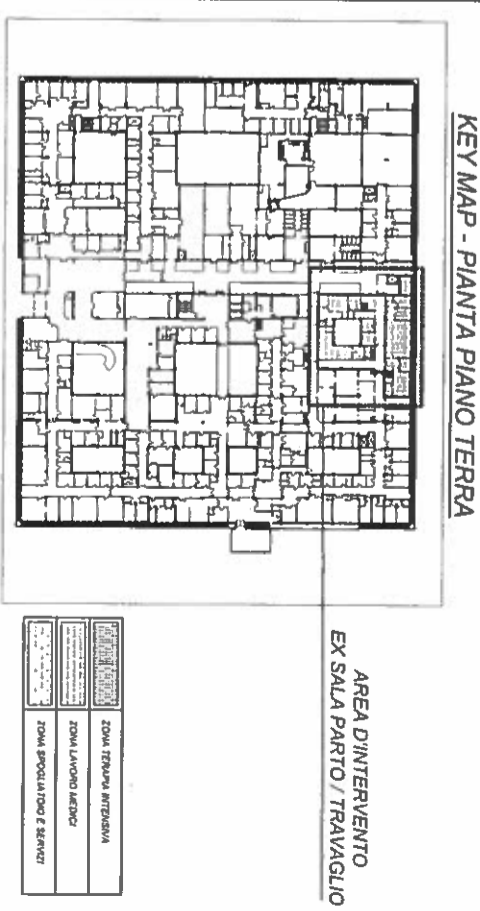 KEY MAP - PIANTA PIANO TERRA
AREA D'INTERVENTO
EX SALA PARTO / TRAVAGLIO
ZONA TERAPIA INTENSIVA
ZONA LAVORO MEDICI
ZONA SPOGLIATOIO E SERVIZI